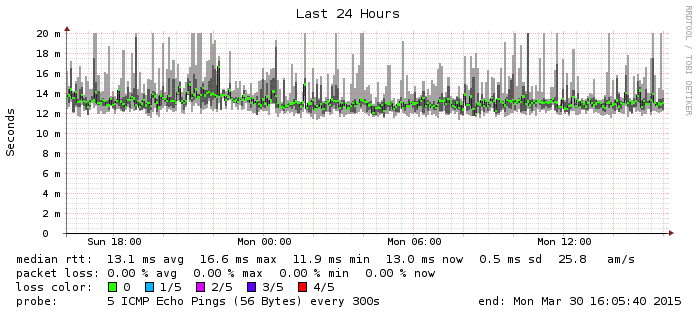 Last 24 Hours
RRDTOOL / TOBI OETIKER
Seconds
20 m
18 m
16 m
14 m
12 m
10 m
8 m
6 m
4 m
2 m
0
Sun 18:00 Mon 00:00 Mon 06:00 Mon 12:00
median rtt: 13.1 ms avg 16.6 ms max 11.9 ms min 13.0 ms now 0.5 ms sd 25.8 am/s
packet loss: 0.00 % avg 0.00 % max 0.00 % min 0.00 % now
loss color: 0 1/5 2/5 3/5 4/5
probe: 5 ICMP Echo Pings (56 Bytes) every 300s end: Mon Mar 30 16:05:40 2015